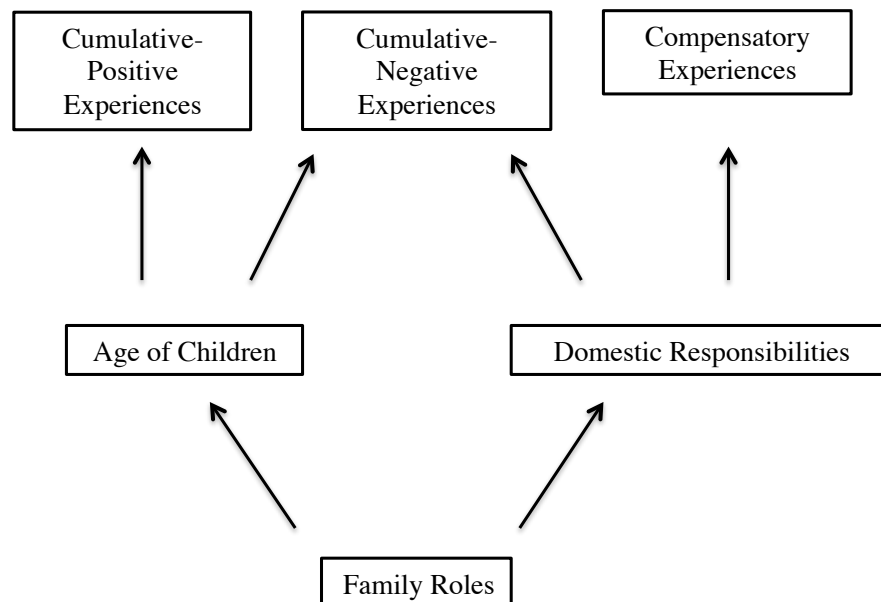 Cumulative-
Positive
Experiences
Cumulative-
Negative
Experiences
Compensatory
Experiences
Age of Children
Domestic Responsibilities
Family Roles